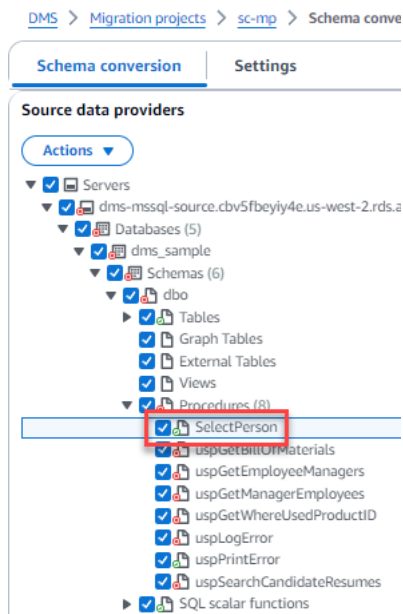 DMS > Migration projects > sc-mp > Schema conve
Schema conversion Settings
Source data providers
Actions
Servers
dms-mssql-source.cbv5fbeyiy4e.us-west-2.rds.a
Databases (5)
dms_sample
Schemas (6)
dbo
Tables
Graph Tables
External Tables
Views
Procedures (8)
SelectPerson
uspGetBillOfMaterials
uspGetEmployeeManagers
uspGetManagerEmployees
uspGetWhereUsedProductID
uspLogError
uspPrintError
uspSearchCandidateResumes
SQL scalar functions